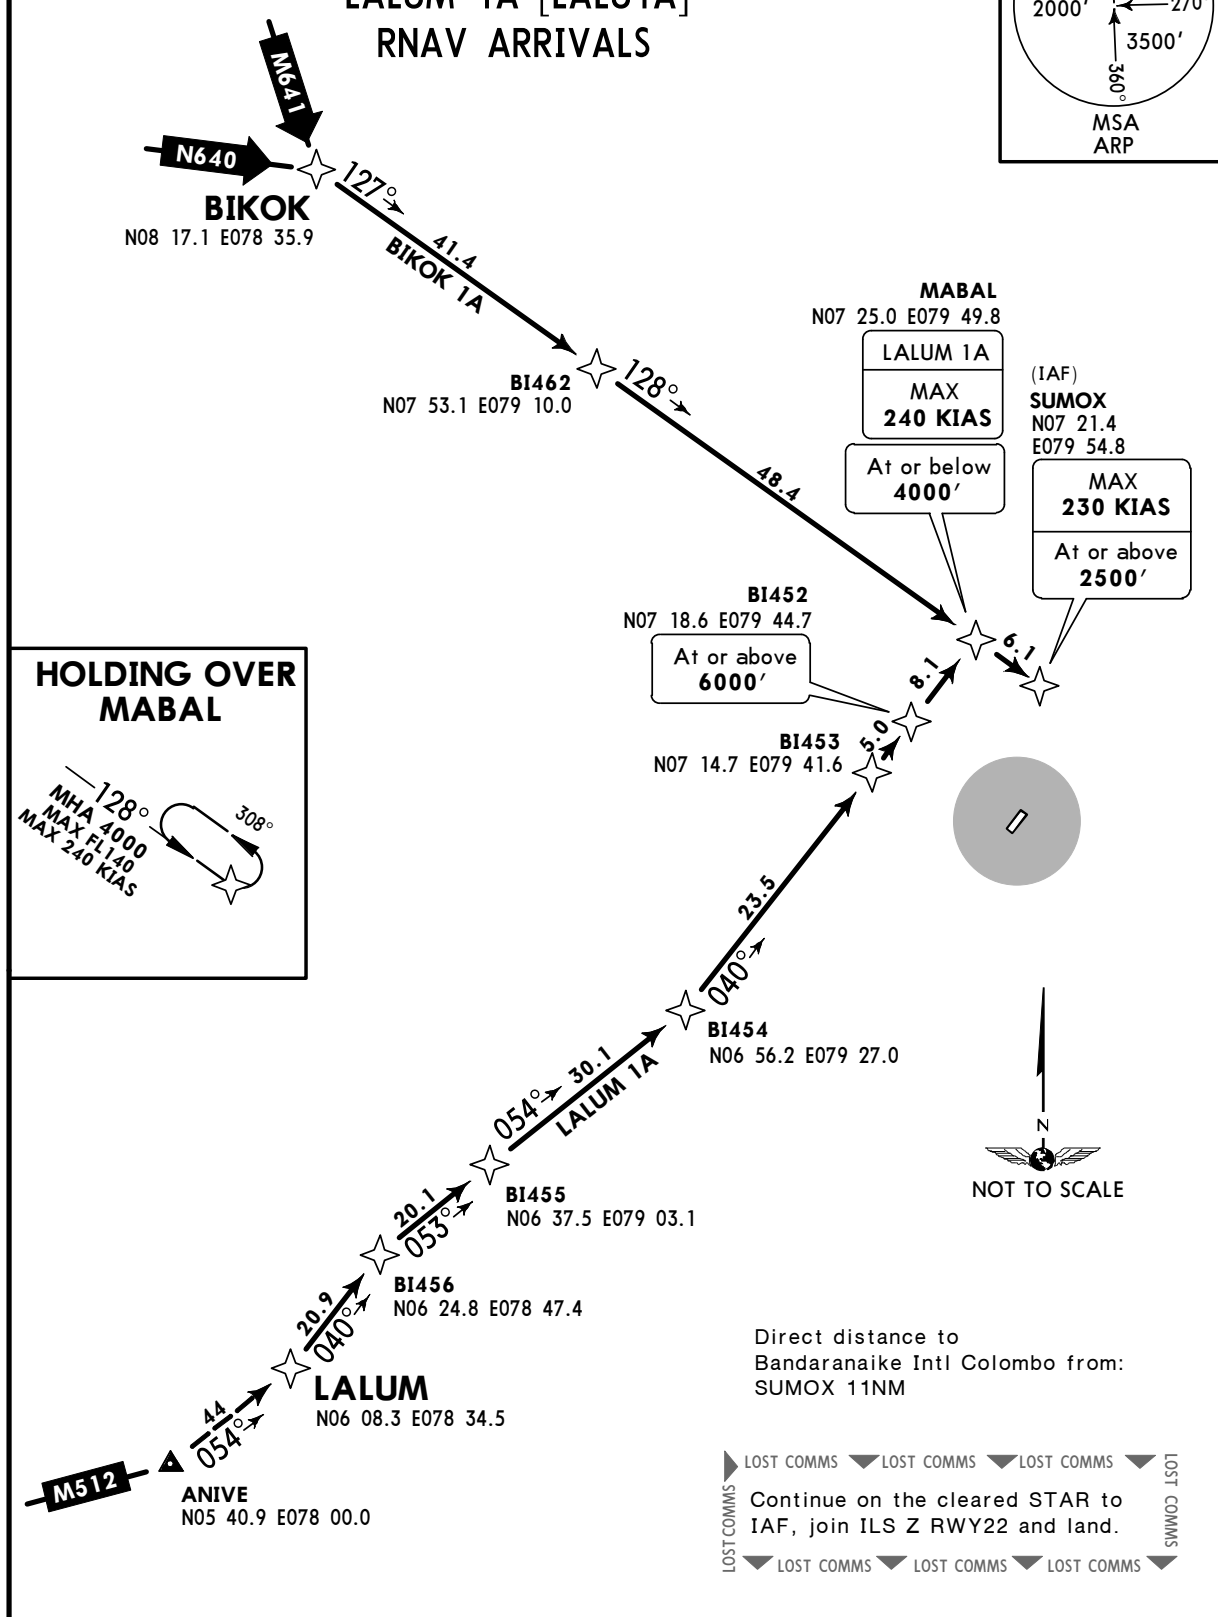 LALUM 1A [LALU1A]
RNAV ARRIVALS
2000'
270°
3500'
360°
MSA
ARP
M641
N640
BIKOK
N08 17.1 E078 35.9
127°
41.4
BIKOK 1A
BI462
N07 53.1 E079 10.0
128°
48.4
MABAL
N07 25.0 E079 49.8
LALUM 1A
MAX
240 KIAS
At or below
4000'
(IAF)
SUMOX
N07 21.4
E079 54.8
MAX
230 KIAS
At or above
2500'
6.1
BI452
N07 18.6 E079 44.7
At or above
6000'
8.1
BI453
N07 14.7 E079 41.6
5.0
HOLDING OVER
MABAL
128°
308°
MHA 4000
MAX FL140
MAX 240 KIAS
23.5
040°
BI454
N06 56.2 E079 27.0
30.1
054°
LALUM 1A
BI455
N06 37.5 E079 03.1
20.1
053°
BI456
N06 24.8 E078 47.4
20.9
040°
LALUM
N06 08.3 E078 34.5
44
054°
M512
ANIVE
N05 40.9 E078 00.0
N
NOT TO SCALE
Direct distance to
Bandaranaike Intl Colombo from:
SUMOX 11NM
LOST COMMS LOST COMMS LOST COMMS
LOST COMMS
LOST COMMS
Continue on the cleared STAR to
IAF, join ILS Z RWY22 and land.
LOST COMMS LOST COMMS LOST COMMS